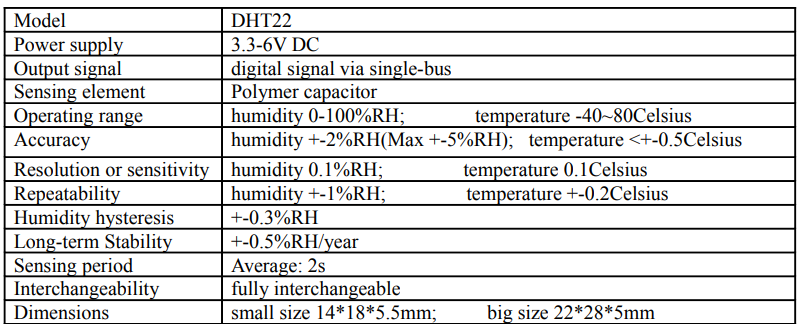 Model DHT22
Power supply 3.3-6V DC
Output signal digital signal via single-bus
Sensing element Polymer capacitor
Operating range humidity 0-100%RH; temperature -40~80Celsius
Accuracy humidity +-2%RH(Max +-5%RH); temperature <+-0.5Celsius
Resolution or sensitivity humidity 0.1%RH; temperature 0.1Celsius
Repeatability humidity +-1%RH; temperature +-0.2Celsius
Humidity hysteresis +-0.3%RH
Long-term Stability +-0.5%RH/year
Sensing period Average: 2s
Interchangeability fully interchangeable
Dimensions small size 14*18*5.5mm; big size 22*28*5mm